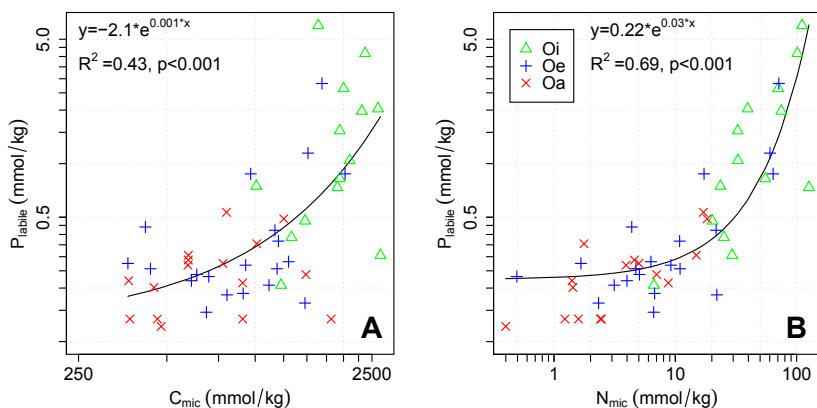 y=−2.1*e^0.001*x
R² =0.43, p<0.001
5.0
0.5
P_labile (mmol/kg)
A
250
2500
C_mic (mmol/kg)
y=0.22*e^0.03*x
R² =0.69, p<0.001
Oi
Oe
Oa
5.0
0.5
P_labile (mmol/kg)
B
1
10
100
N_mic (mmol/kg)